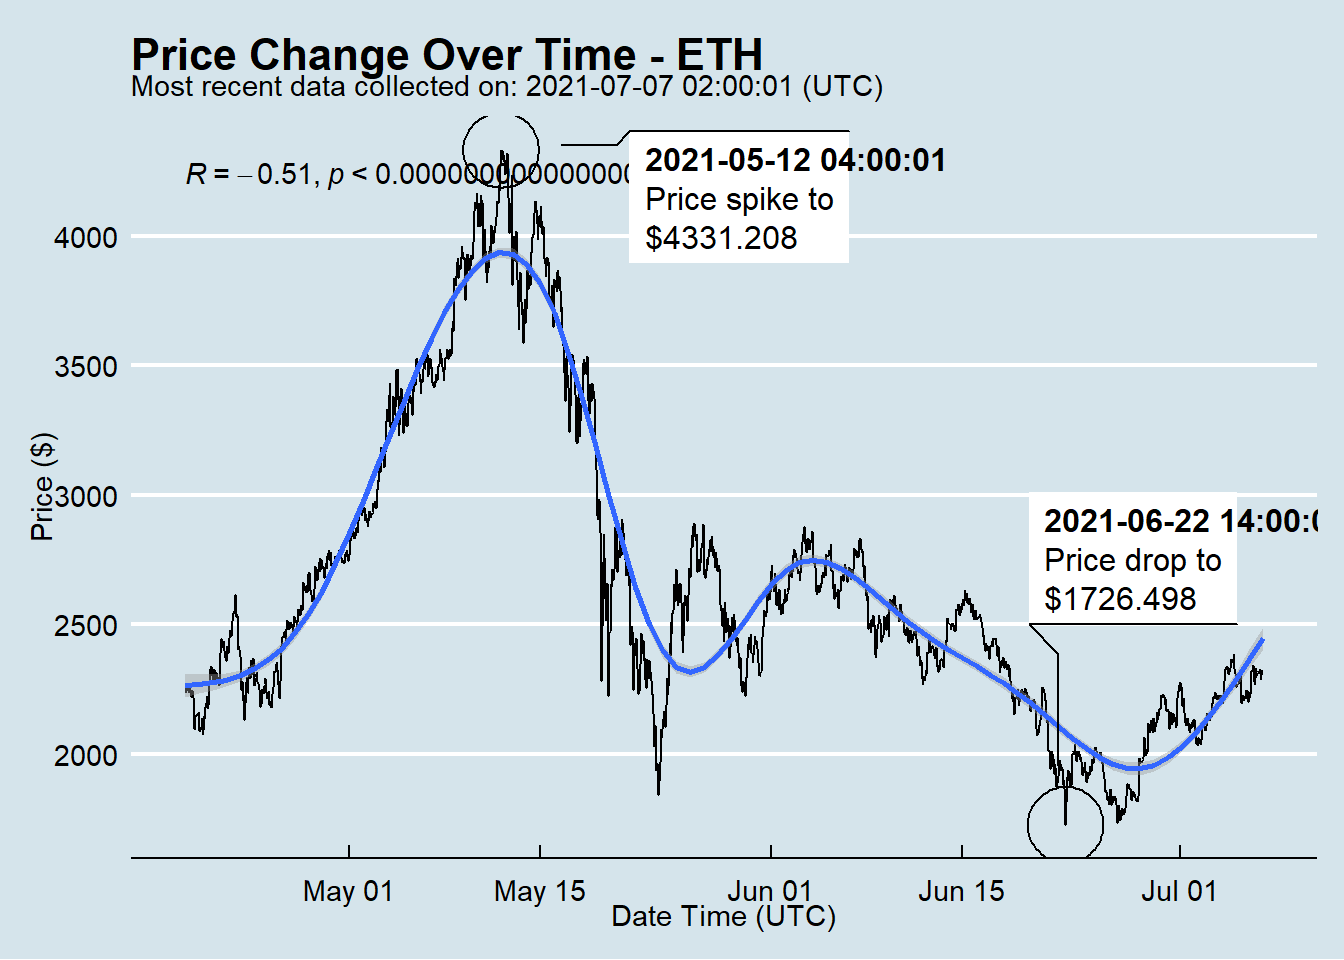 Price Change Over Time - ETH
Most recent data collected on: 2021-07-07 02:00:01 (UTC)
R = −0.51, p < 0.000000000000000
2021-05-12 04:00:01
Price spike to
$4331.208
4000
3500
3000
2500
2000
Price ($)
2021-06-22 14:00:0
Price drop to
$1726.498
May 01
May 15
Jun 01
Jun 15
Jul 01
Date Time (UTC)